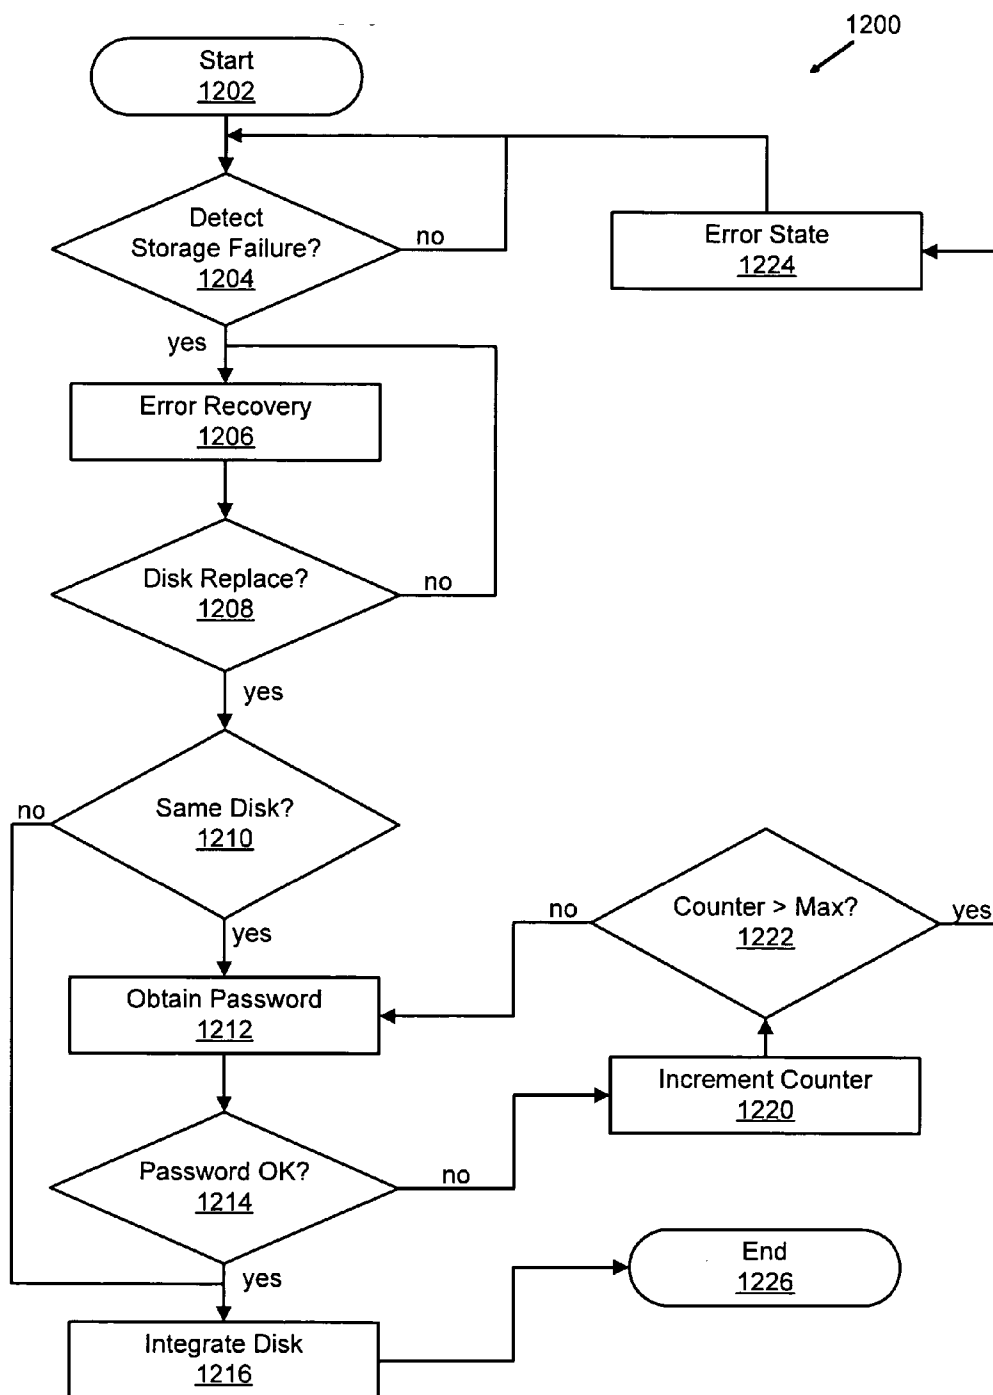 1200
Start
1202
Detect
Storage Failure?
1204
no
Error State
1224
yes
Error Recovery
1206
Disk Replace?
1208
no
yes
Same Disk?
1210
no
yes
Counter > Max?
1222
no
yes
Obtain Password
1212
Increment Counter
1220
Password OK?
1214
no
yes
End
1226
Integrate Disk
1216